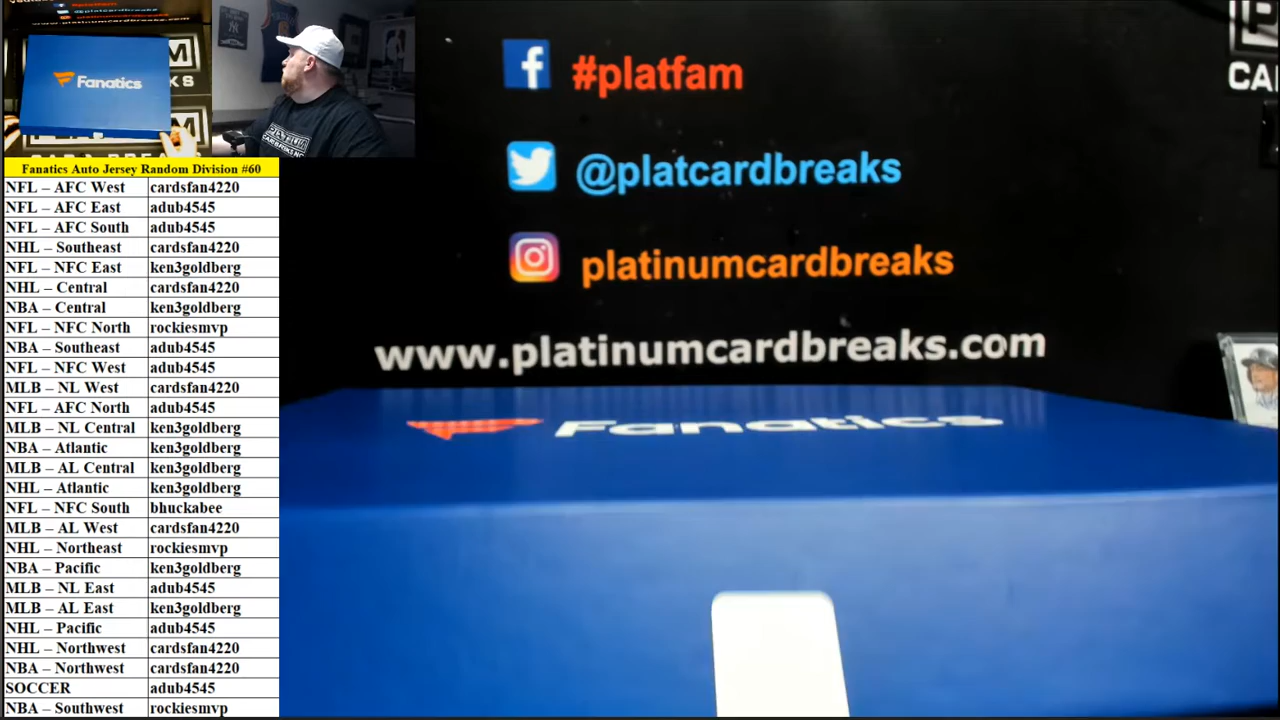 www.platinumcardbreaks.com
Fanatics
Fanatics Auto Jersey Random Division #60
NFL – AFC West cardsfan4220
NFL – AFC East adub4545
NFL – AFC South adub4545
NHL – Southeast cardsfan4220
NFL – NFC East ken3goldberg
NHL – Central cardsfan4220
NBA – Central ken3goldberg
NFL – NFC North rockiesmvp
NBA – Southeast adub4545
NFL – NFC West adub4545
MLB – NL West cardsfan4220
NFL – AFC North adub4545
MLB – NL Central ken3goldberg
NBA – Atlantic ken3goldberg
MLB – AL Central ken3goldberg
NHL – Atlantic ken3goldberg
NFL – NFC South bhuckabee
MLB – AL West cardsfan4220
NHL – Northeast rockiesmvp
NBA – Pacific ken3goldberg
MLB – NL East adub4545
MLB – AL East ken3goldberg
NHL – Pacific adub4545
NHL – Northwest cardsfan4220
NBA – Northwest cardsfan4220
SOCCER adub4545
NBA – Southwest rockiesmvp
#platfam
@platcardbreaks
platinumcardbreaks
www.platinumcardbreaks.com
Fanatics